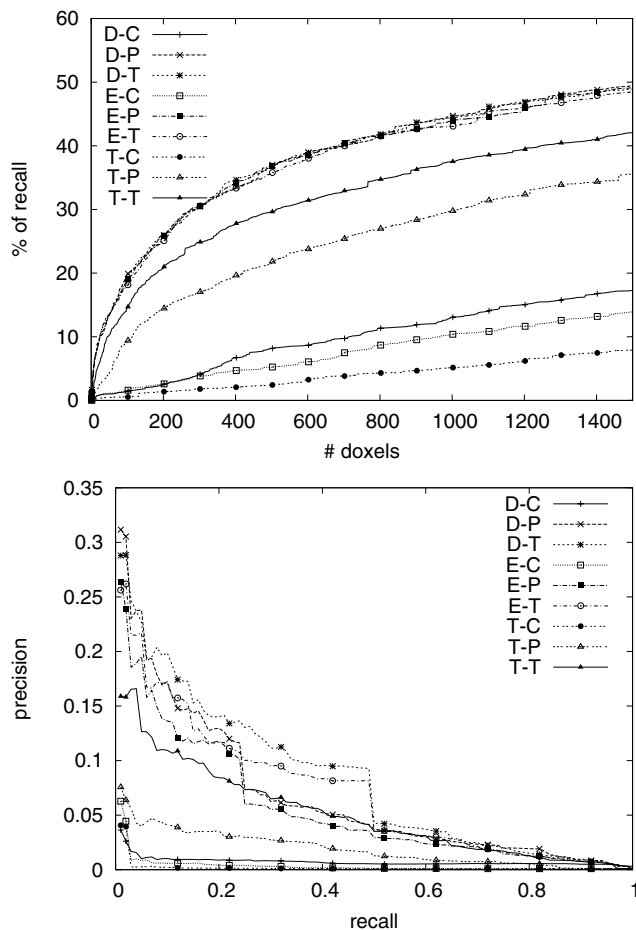 60
50
40
30
20
10
0
% of recall
D-C
D-P
D-T
E-C
E-P
E-T
T-C
T-P
T-T
0 200 400 600 800 1000 1200 1400
# doxels
0.35
0.3
0.25
0.2
0.15
0.1
0.05
0
precision
D-C
D-P
D-T
E-C
E-P
E-T
T-C
T-P
T-T
0 0.2 0.4 0.6 0.8 1
recall